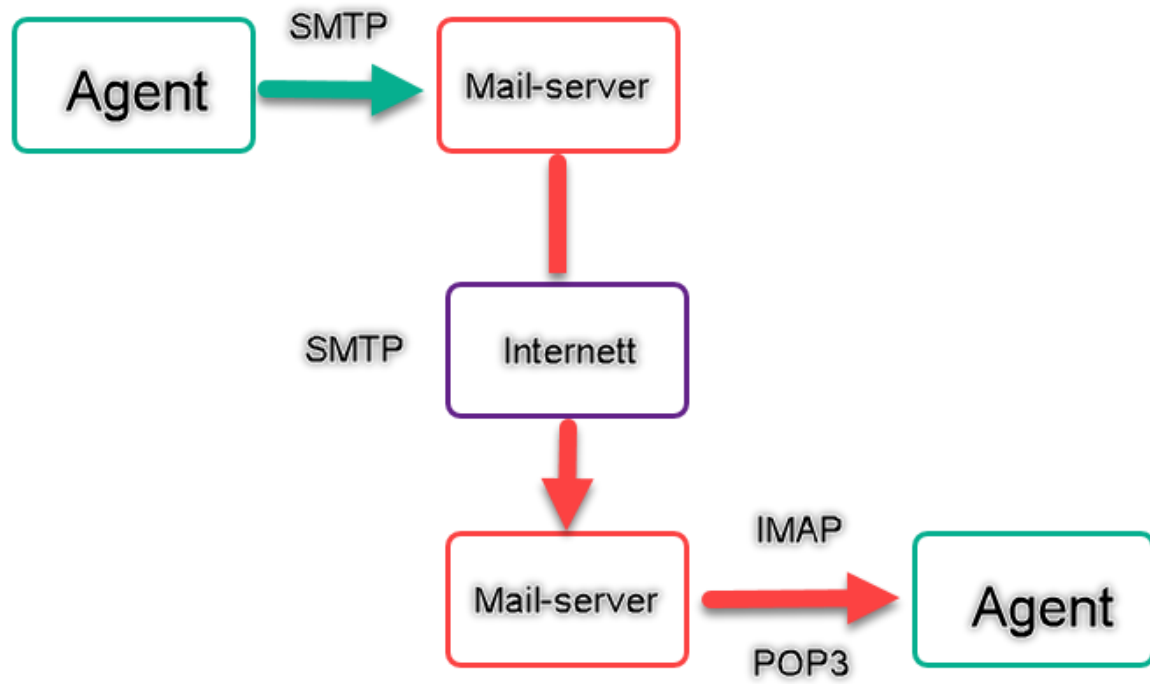 SMTP
Agent
Mail-server
SMTP
Internett
IMAP
Mail-server
Agent
POP3